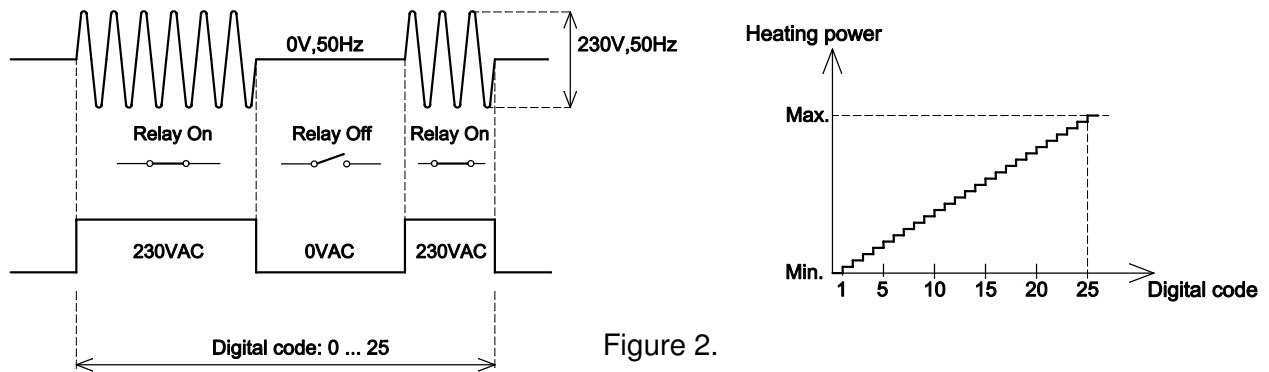 0V,50Hz
230V,50Hz
Relay On
Relay Off
Relay On
230VAC
0VAC
230VAC
Digital code: 0 ... 25
Figure 2.
Heating power
Max.
Min.
1 5 10 15 20 25
Digital code